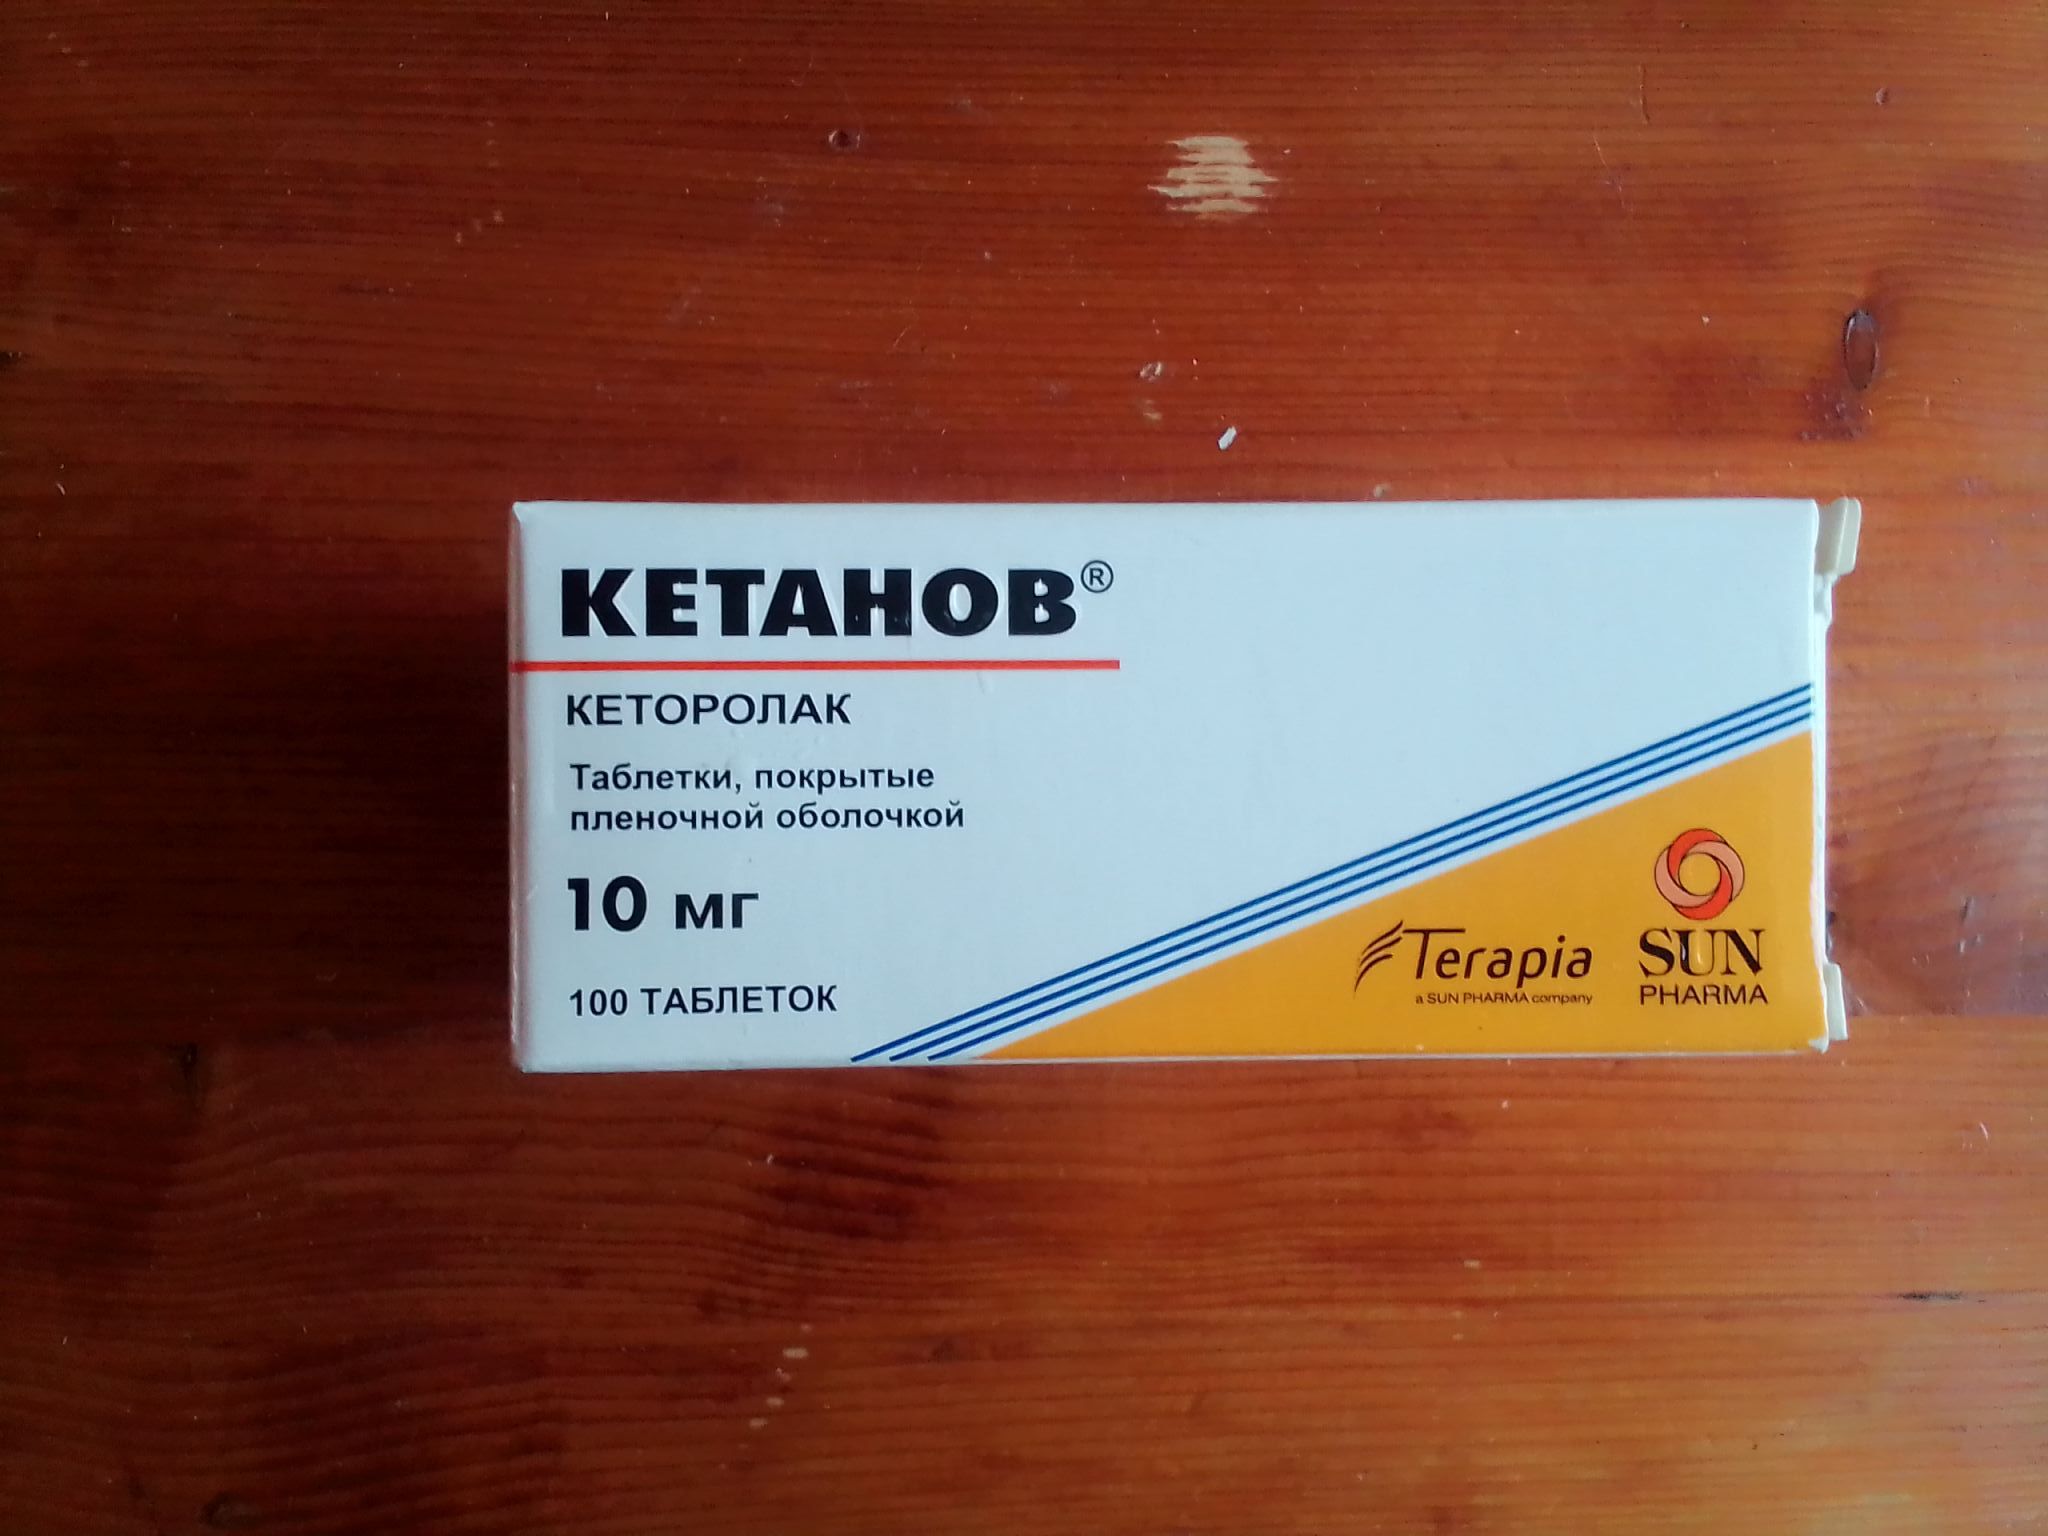 КЕТАНОВ®
КЕТОРОЛАК
Таблетки, покрытые
пленочной оболочкой
10 мг
100 ТАБЛЕТОК
Terapia
a SUN PHARMA company
SUN
PHARMA